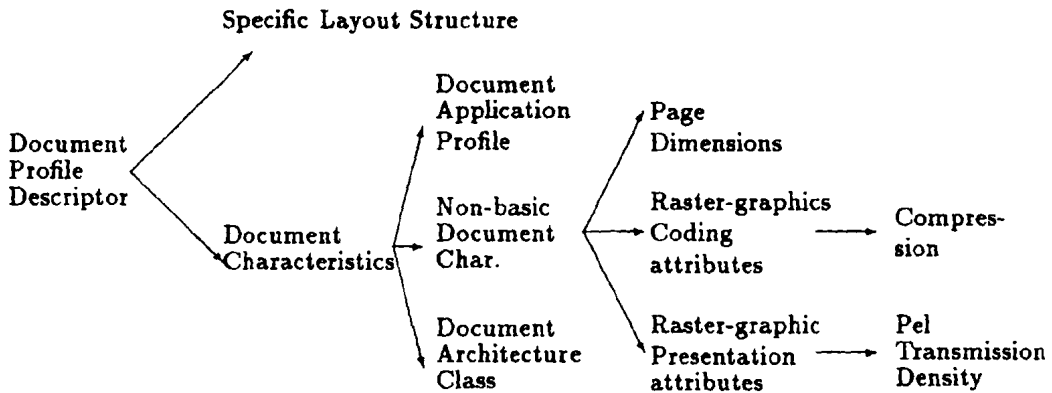 Specific Layout Structure
Document
Profile
Descriptor
Document
Characteristics
Document
Application
Profile
Non-basic
Document
Char.
Document
Architecture
Class
Page
Dimensions
Raster-graphics
Coding
attributes
Raster-graphic
Presentation
attributes
Compres-
sion
Pel
Transmission
Density